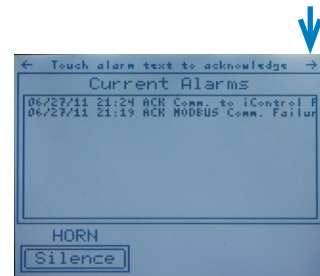 ← Touch alarm text to acknowledge →
Current Alarms
06/27/11 21:24 ACK Comm. to iControl F
06/27/11 21:19 ACK MODBUS Comm. Failur
HORN
Silence